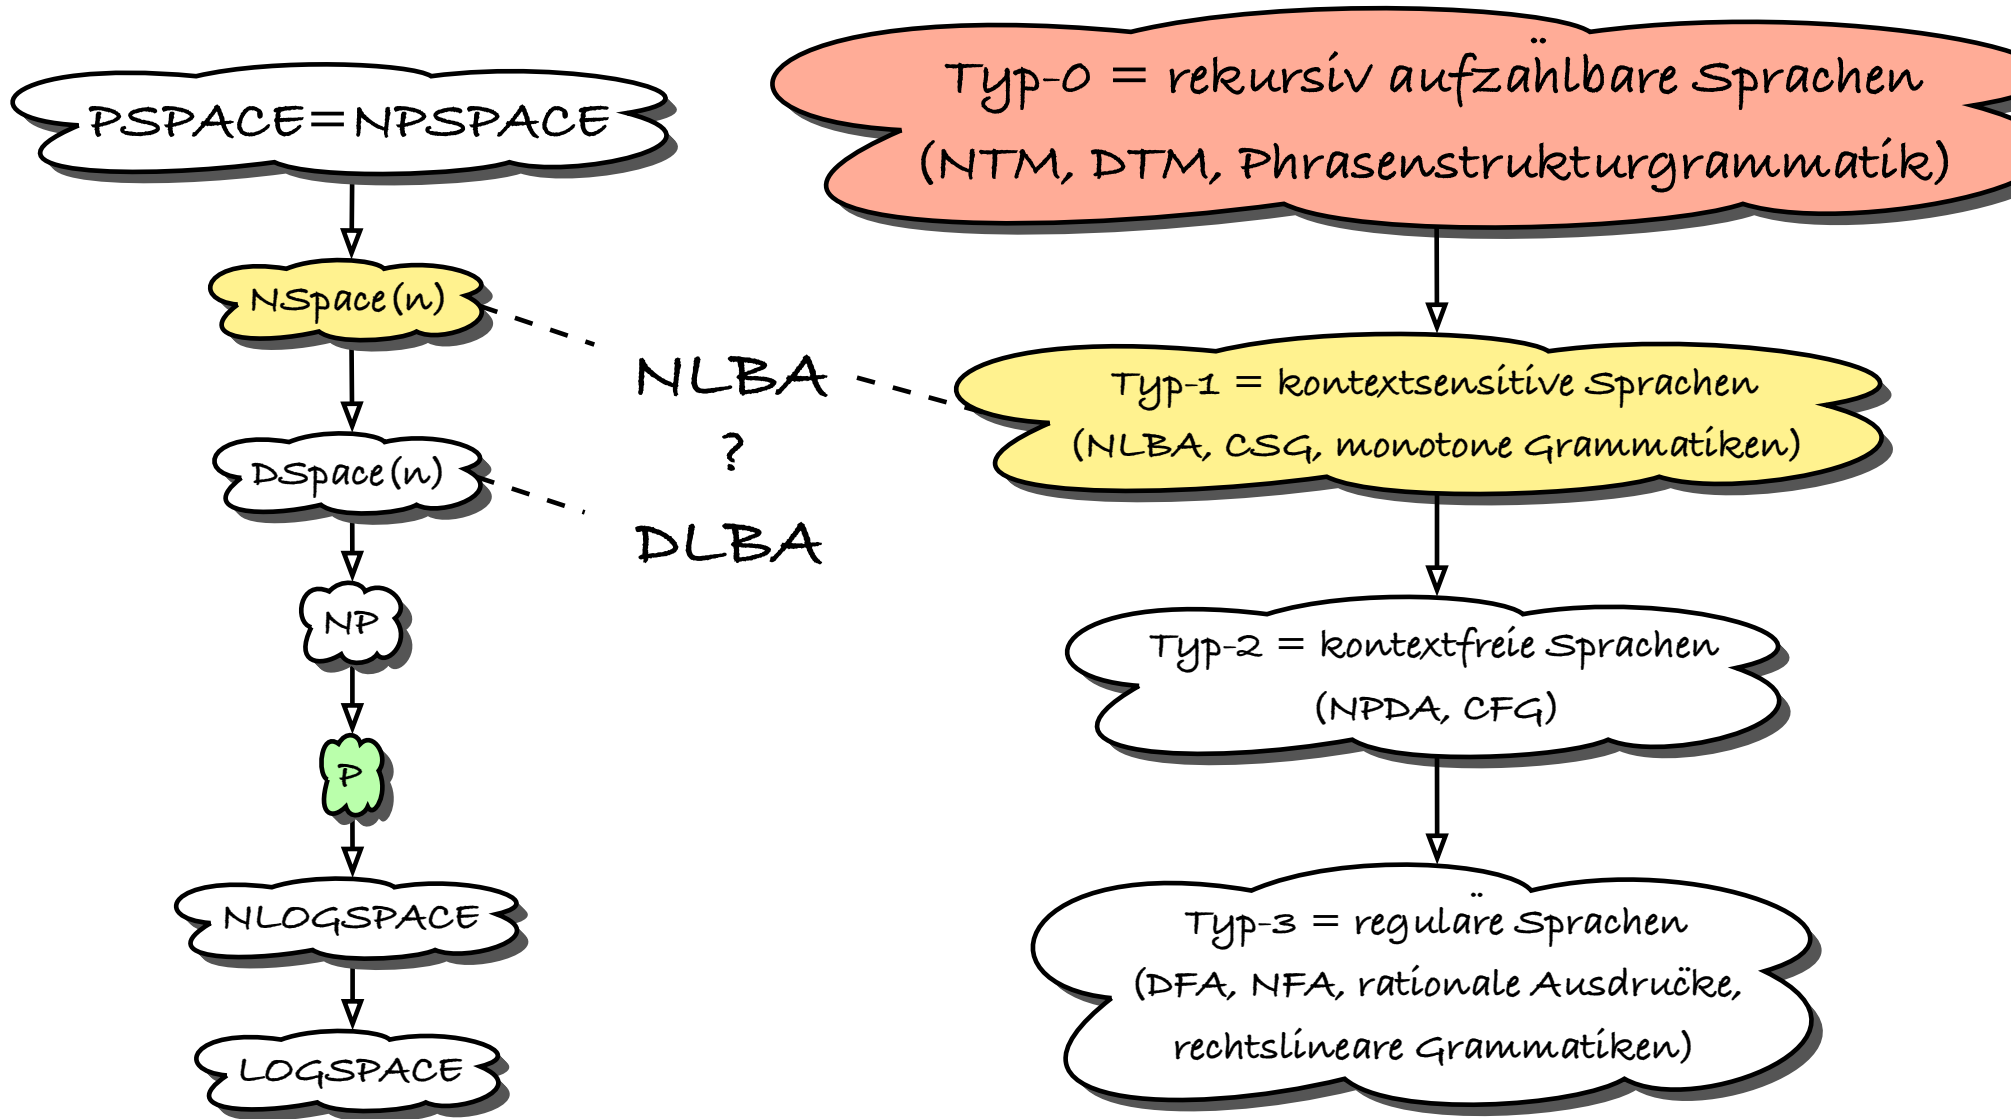 PSPACE=NPSPACE
NSpace(n)
DSpace(n)
NP
P
NLOGSPACE
LOGSPACE
NLBA
?
DLBA
Typ-0 = rekursiv aufzählbare Sprachen
(NTM, DTM, Phrasenstrukturgrammatik)
Typ-1 = kontextsensitive Sprachen
(NLBA, CSG, monotone Grammatiken)
Typ-2 = kontextfreie Sprachen
(NPDA, CFG)
Typ-3 = reguläre Sprachen
(DFA, NFA, rationale Ausdrücke,
rechtslineare Grammatiken)